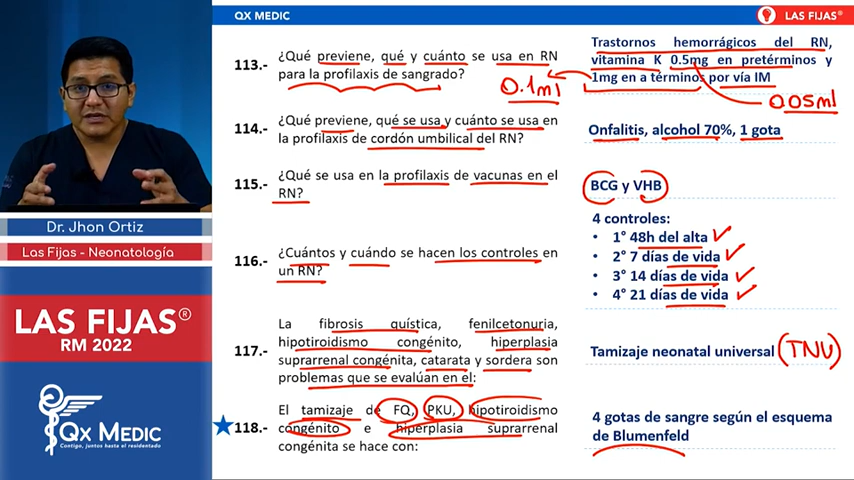 QX MEDIC
LAS FIJAS®
113.-
¿Qué previene, qué y cuánto se usa en RN
para la profilaxis de sangrado?
Trastornos hemorrágicos del RN,
vitamina K 0.5mg en pretérminos y
1mg en a términos por vía IM
0.1ml
0.05ml
114.-
¿Qué previene, qué se usa y cuánto se usa en
la profilaxis de cordón umbilical del RN?
Onfalitis, alcohol 70%, 1 gota
115.-
¿Qué se usa en la profilaxis de vacunas en el
RN?
BCG y VHB
116.-
¿Cuántos y cuándo se hacen los controles en
un RN?
4 controles:
• 1° 48h del alta
• 2° 7 días de vida
• 3° 14 días de vida
• 4° 21 días de vida
117.-
La fibrosis quística, fenilcetonuria,
hipotiroidismo congénito, hiperplasia
suprarrenal congénita, catarata y sordera son
problemas que se evalúan en el:
Tamizaje neonatal universal (TNU)
118.-
El tamizaje de FQ, PKU, hipotiroidismo
congénito e hiperplasia suprarrenal
congénita se hace con:
4 gotas de sangre según el esquema
de Blumenfeld
Dr. Jhon Ortiz
Las Fijas - Neonatología
LAS FIJAS®
RM 2022
QX MEDIC
Contigo, juntos hasta el residentado